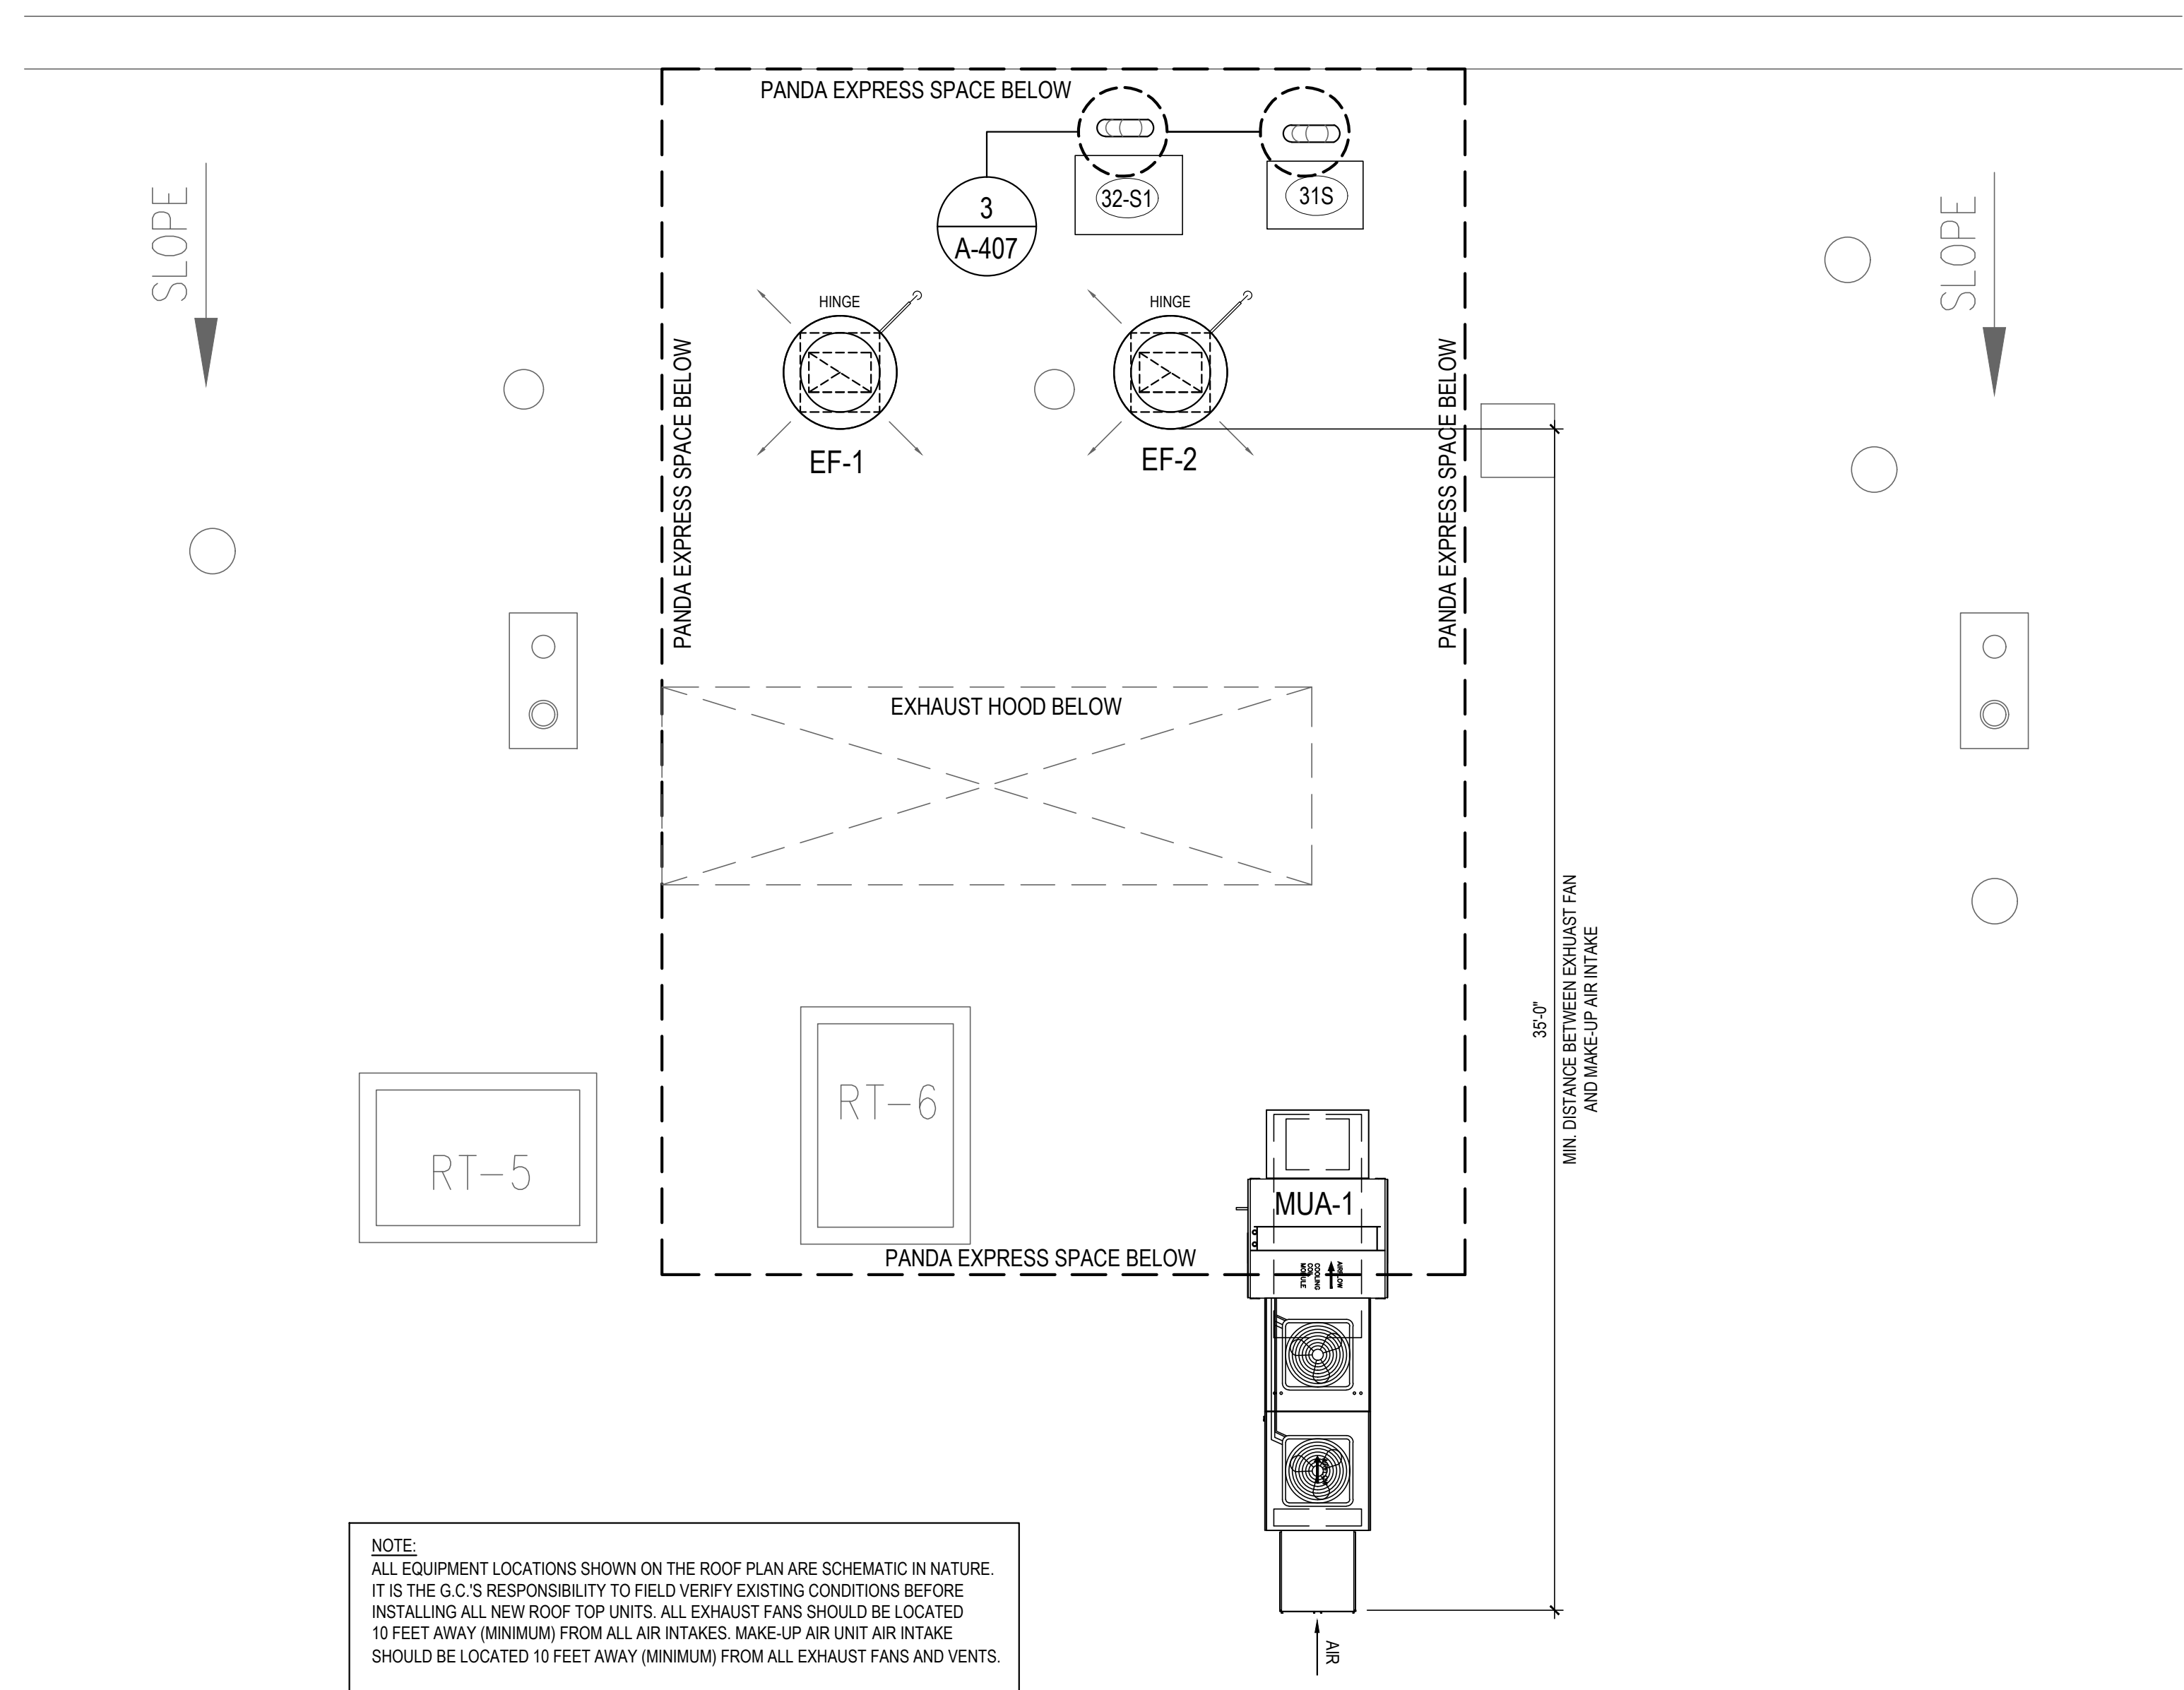 PANDA EXPRESS SPACE BELOW
SLOPE
SLOPE
32-S1
31S
3
A-407
HINGE
HINGE
EF-1
EF-2
PANDA EXPRESS SPACE BELOW
PANDA EXPRESS SPACE BELOW
EXHAUST HOOD BELOW
35'-0"
MIN. DISTANCE BETWEEN EXHUAST FAN
AND MAKE-UP AIR INTAKE
RT-6
RT-5
MUA-1
PANDA EXPRESS SPACE BELOW
AIRFLOW
COOLING
COIL
MODULE
NOTE:
ALL EQUIPMENT LOCATIONS SHOWN ON THE ROOF PLAN ARE SCHEMATIC IN NATURE.
IT IS THE G.C.'S RESPONSIBILITY TO FIELD VERIFY EXISTING CONDITIONS BEFORE
INSTALLING ALL NEW ROOF TOP UNITS. ALL EXHAUST FANS SHOULD BE LOCATED
10 FEET AWAY (MINIMUM) FROM ALL AIR INTAKES. MAKE-UP AIR UNIT AIR INTAKE
SHOULD BE LOCATED 10 FEET AWAY (MINIMUM) FROM ALL EXHAUST FANS AND VENTS.
AIR